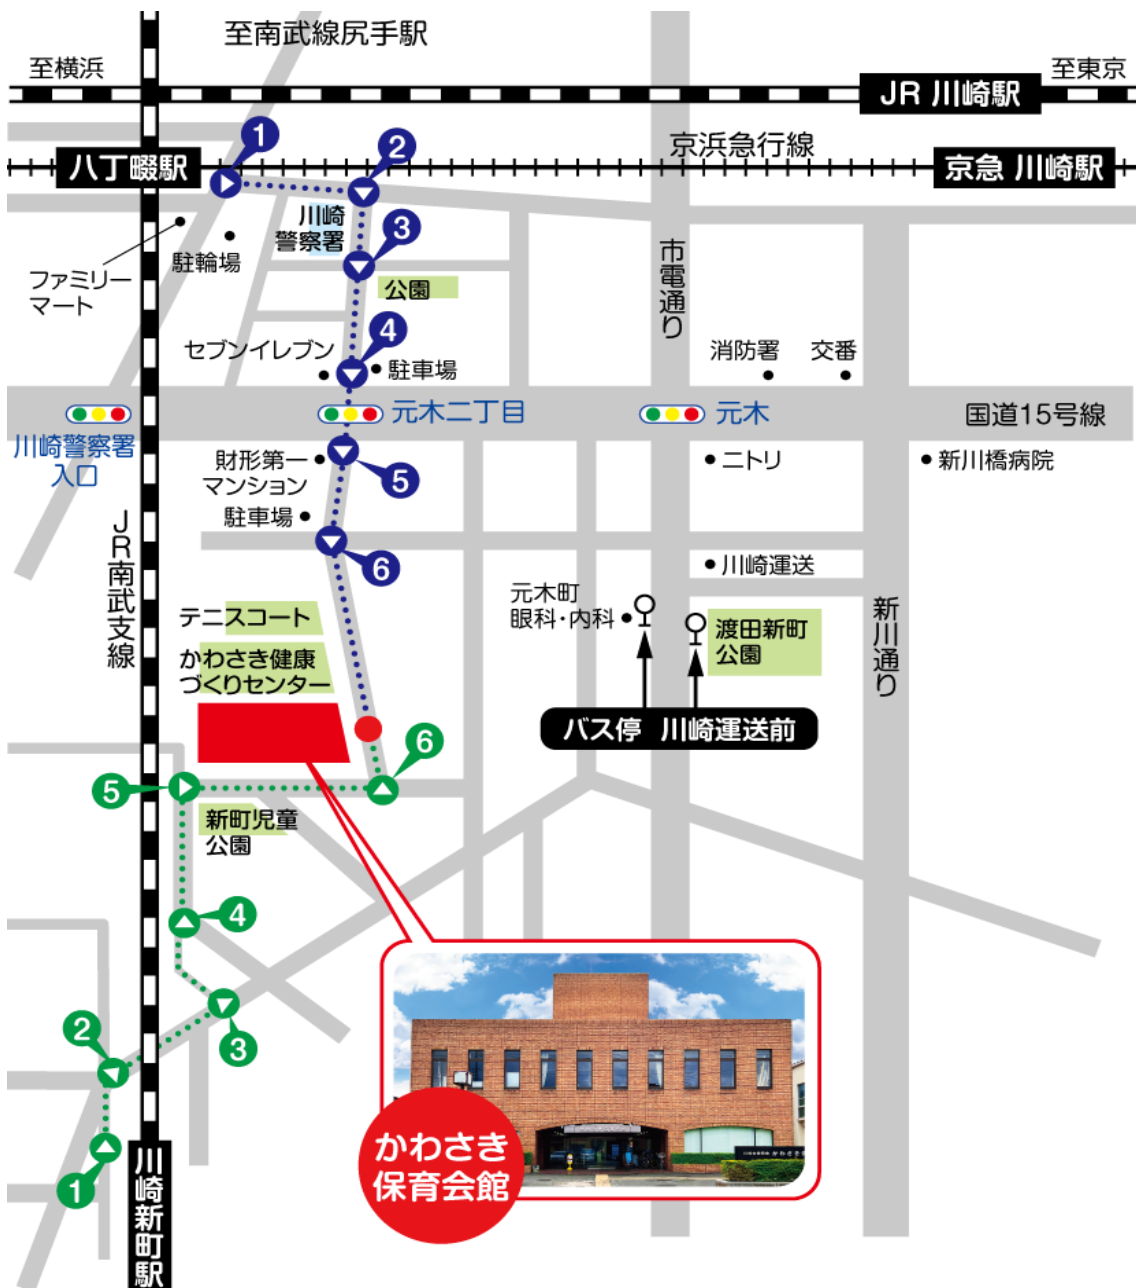 至南武線尻手駅
至横浜
至東京
JR 川崎駅
1
2
京浜急行線
八丁畷駅
京急 川崎駅
川崎
警察署
3
市電通り
駐輪場
ファミリー
マート
公園
4
セブンイレブン
駐車場
消防署
交番
元木二丁目
元木
国道15号線
川崎警察署
入口
財形第一
マンション
5
ニトリ
新川橋病院
駐車場
JR南武支線
6
川崎運送
元木町
眼科・内科
新川通り
テニスコート
渡田新町
公園
かわさき健康
づくりセンター
バス停 川崎運送前
6
5
新町児童
公園
4
2
3
かわさき
保育会館
1
川崎新町駅